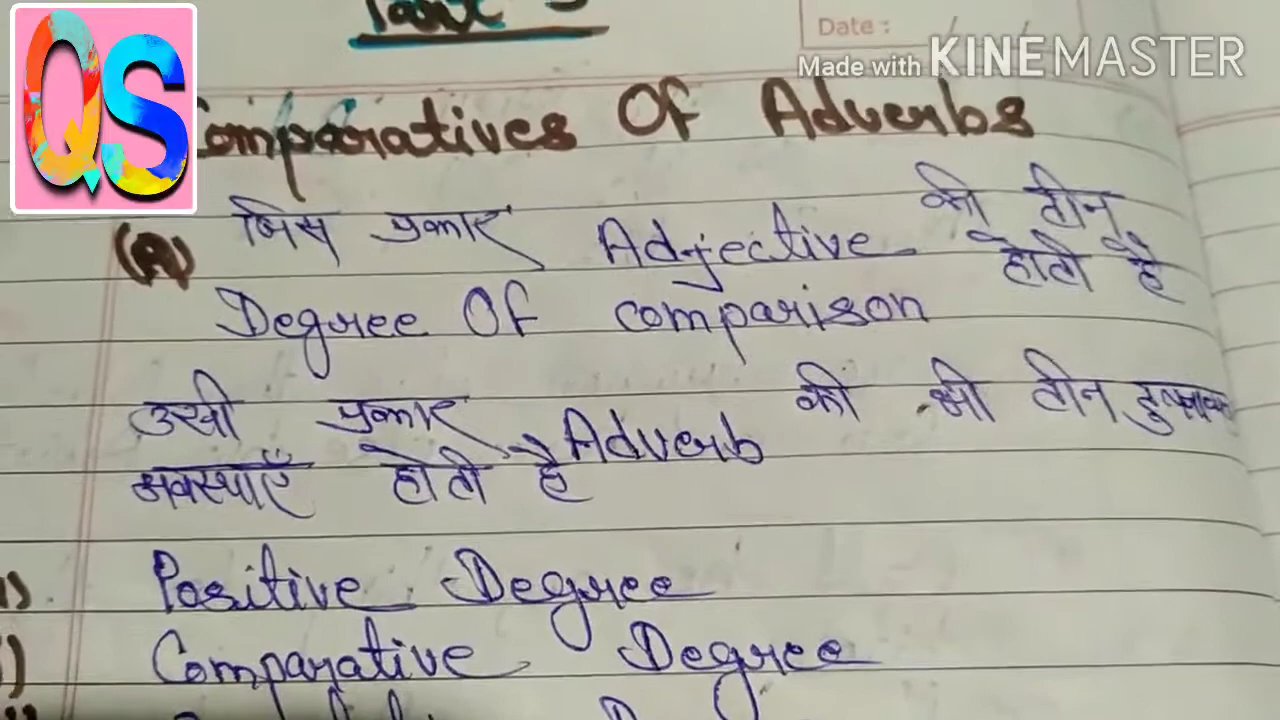 Part
Date : / /
Made with KINEMASTER
QS
Comparatives Of Adverbs
(A) जिस प्रकार Adjective की तीन
Degree Of comparison होती है
उसी प्रकार Adverb की भी तीन
अवस्थाएँ होती है
Positive Degree
Comparative Degree